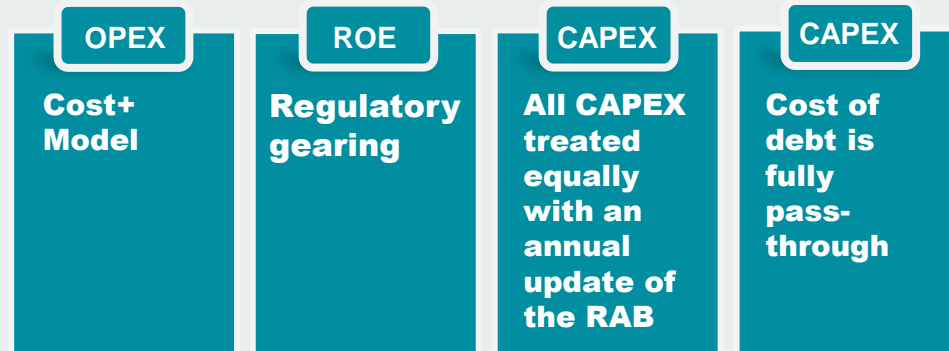 OPEX
Cost+
Model
ROE
Regulatory
gearing
CAPEX
All CAPEX
treated
equally
with an
annual
update of
the RAB
CAPEX
Cost of
debt is
fully
pass-
through